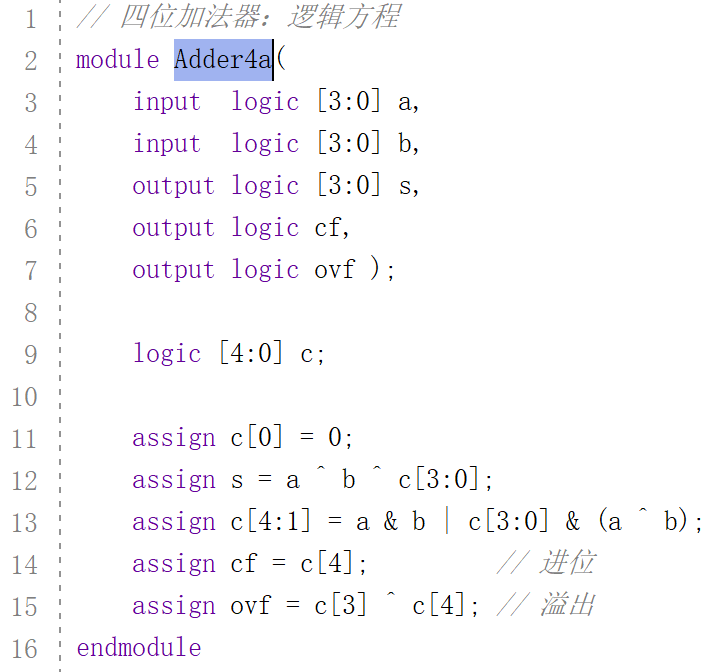 1 // 四位加法器：逻辑方程
2 module Adder4a(
3     input  logic [3:0] a,
4     input  logic [3:0] b,
5     output logic [3:0] s,
6     output logic cf,
7     output logic ovf );
8
9     logic [4:0] c;
10
11     assign c[0] = 0;
12     assign s = a ^ b ^ c[3:0];
13     assign c[4:1] = a & b | c[3:0] & (a ^ b);
14     assign cf = c[4];         // 进位
15     assign ovf = c[3] ^ c[4]; // 溢出
16 endmodule